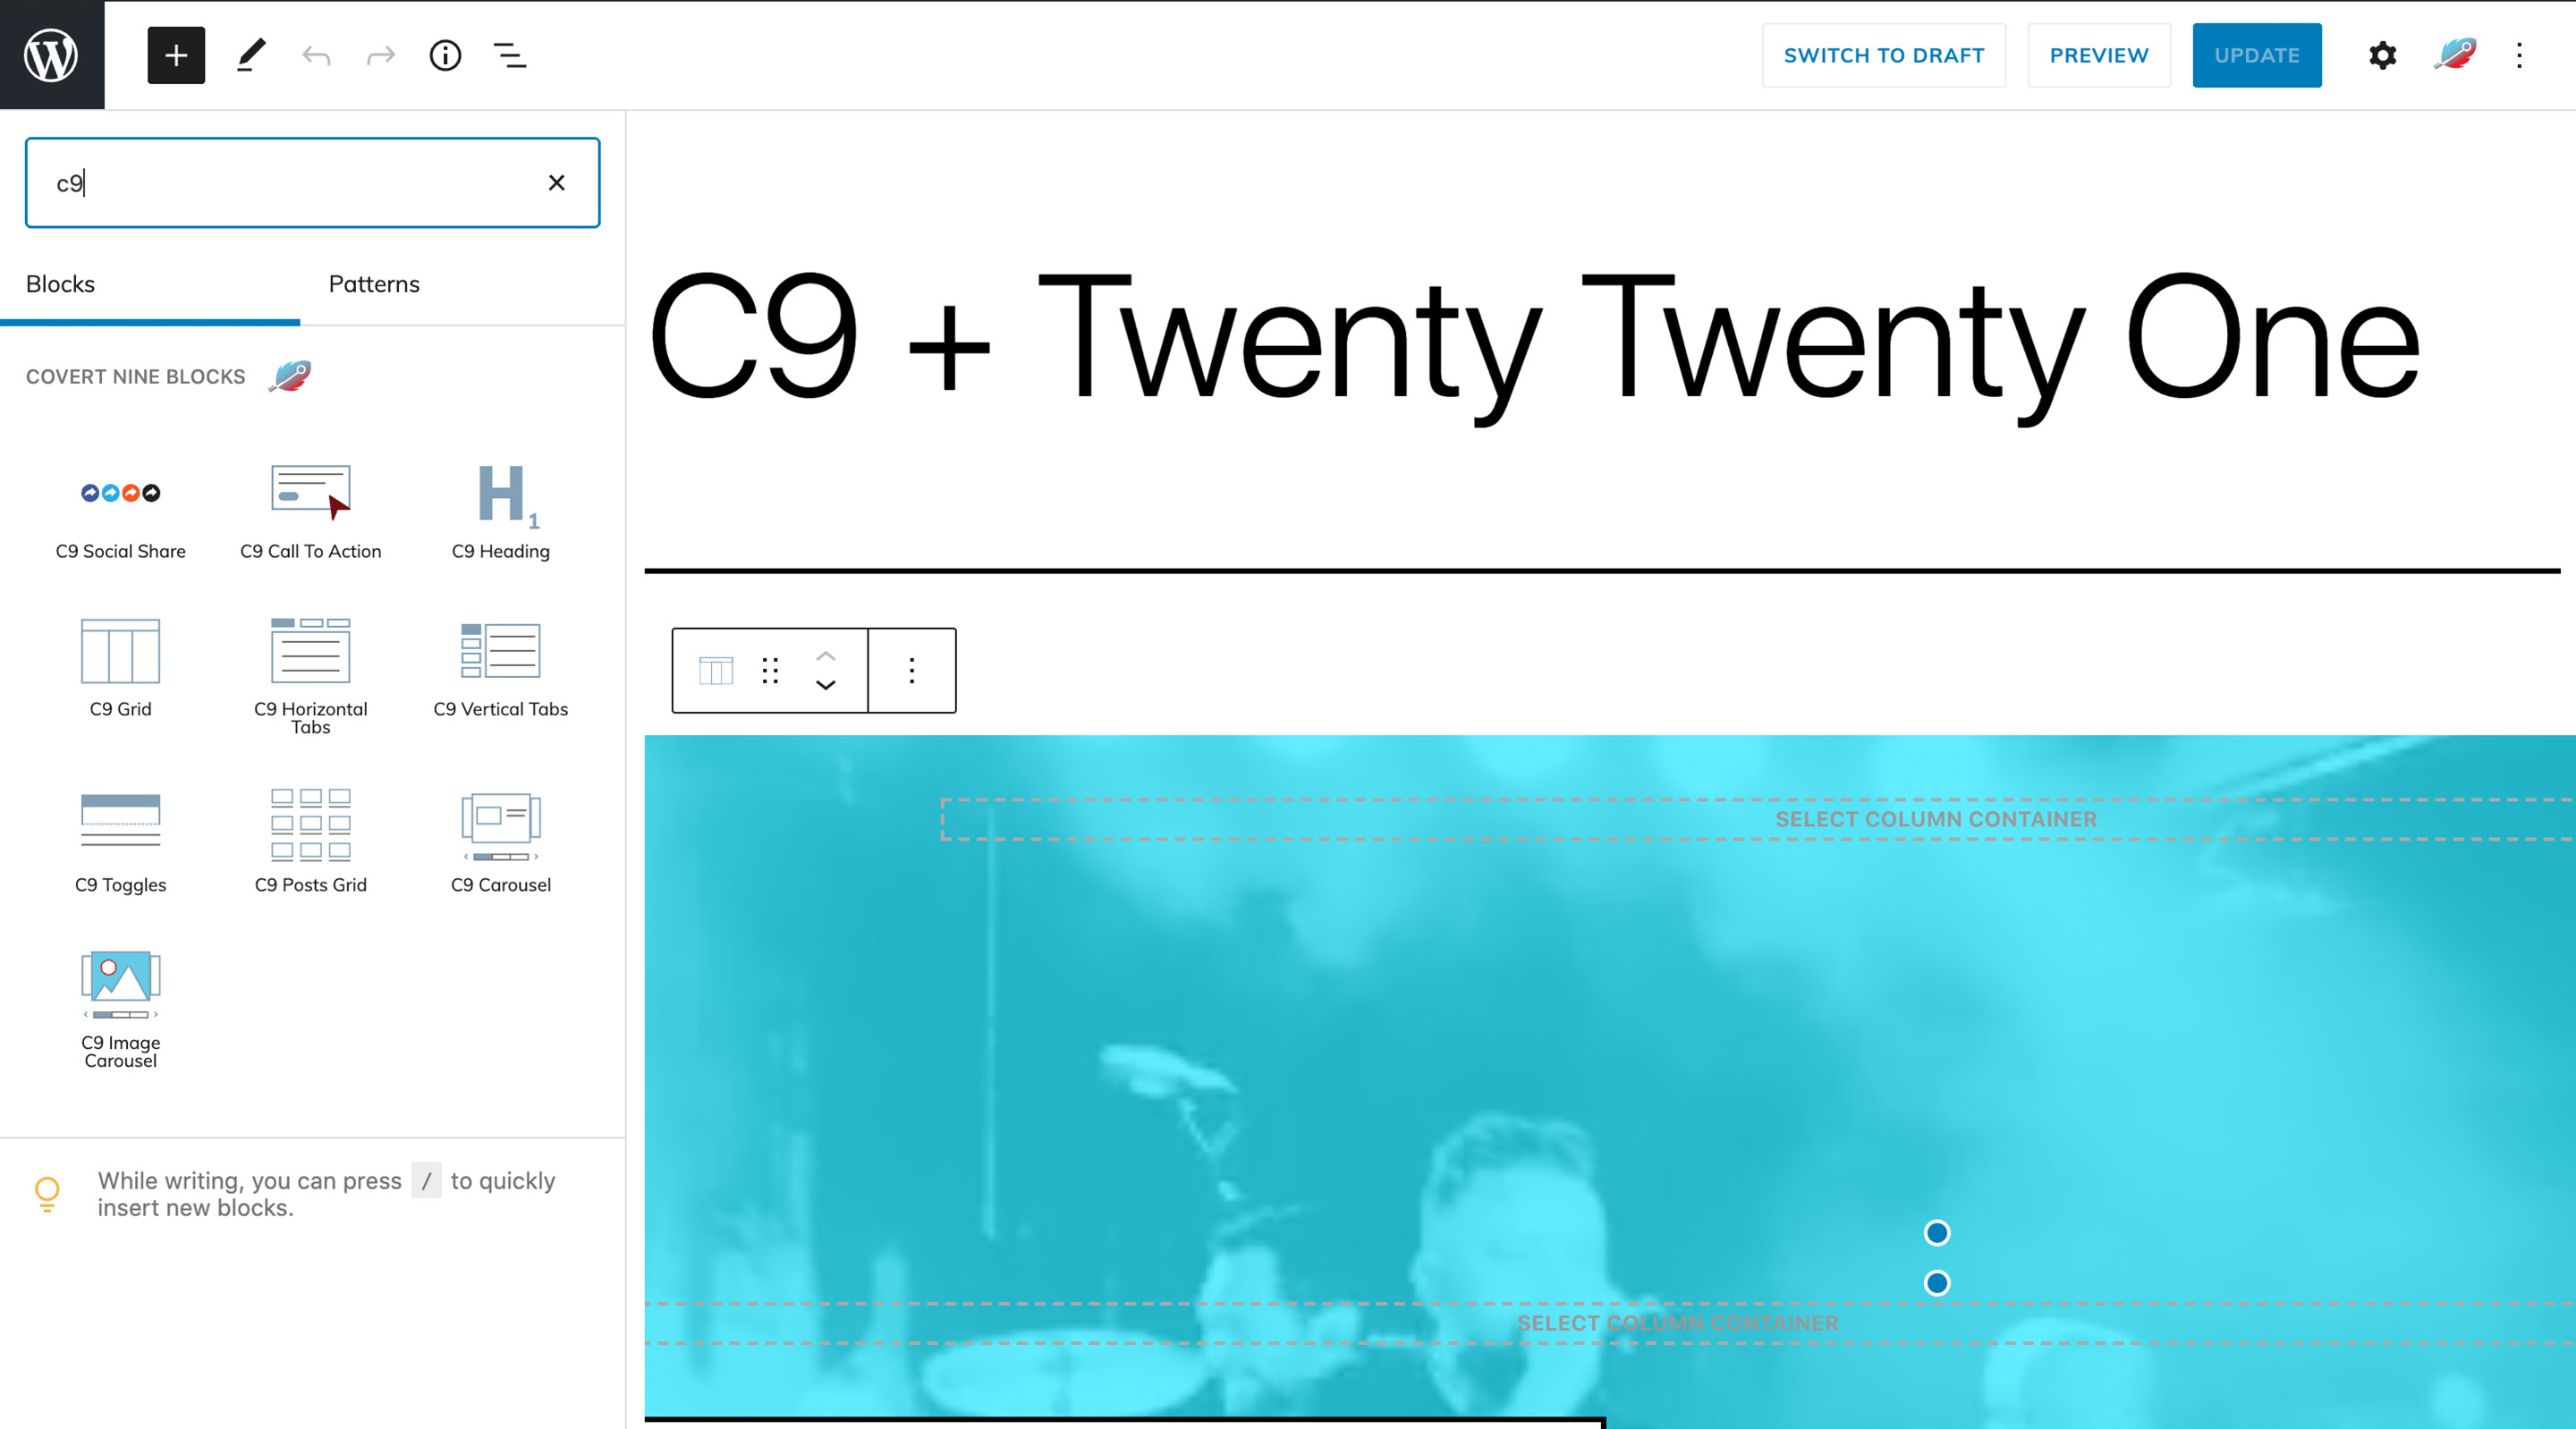 SWITCH TO DRAFT
PREVIEW
UPDATE
c9
Blocks
Patterns
COVERT NINE BLOCKS
C9 Social Share
C9 Call To Action
H1
C9 Heading
C9 Grid
C9 Horizontal
Tabs
C9 Vertical Tabs
C9 Toggles
C9 Posts Grid
C9 Carousel
C9 Image
Carousel
While writing, you can press / to quickly
insert new blocks.
C9 + Twenty Twenty One
SELECT COLUMN CONTAINER
SELECT COLUMN CONTAINER